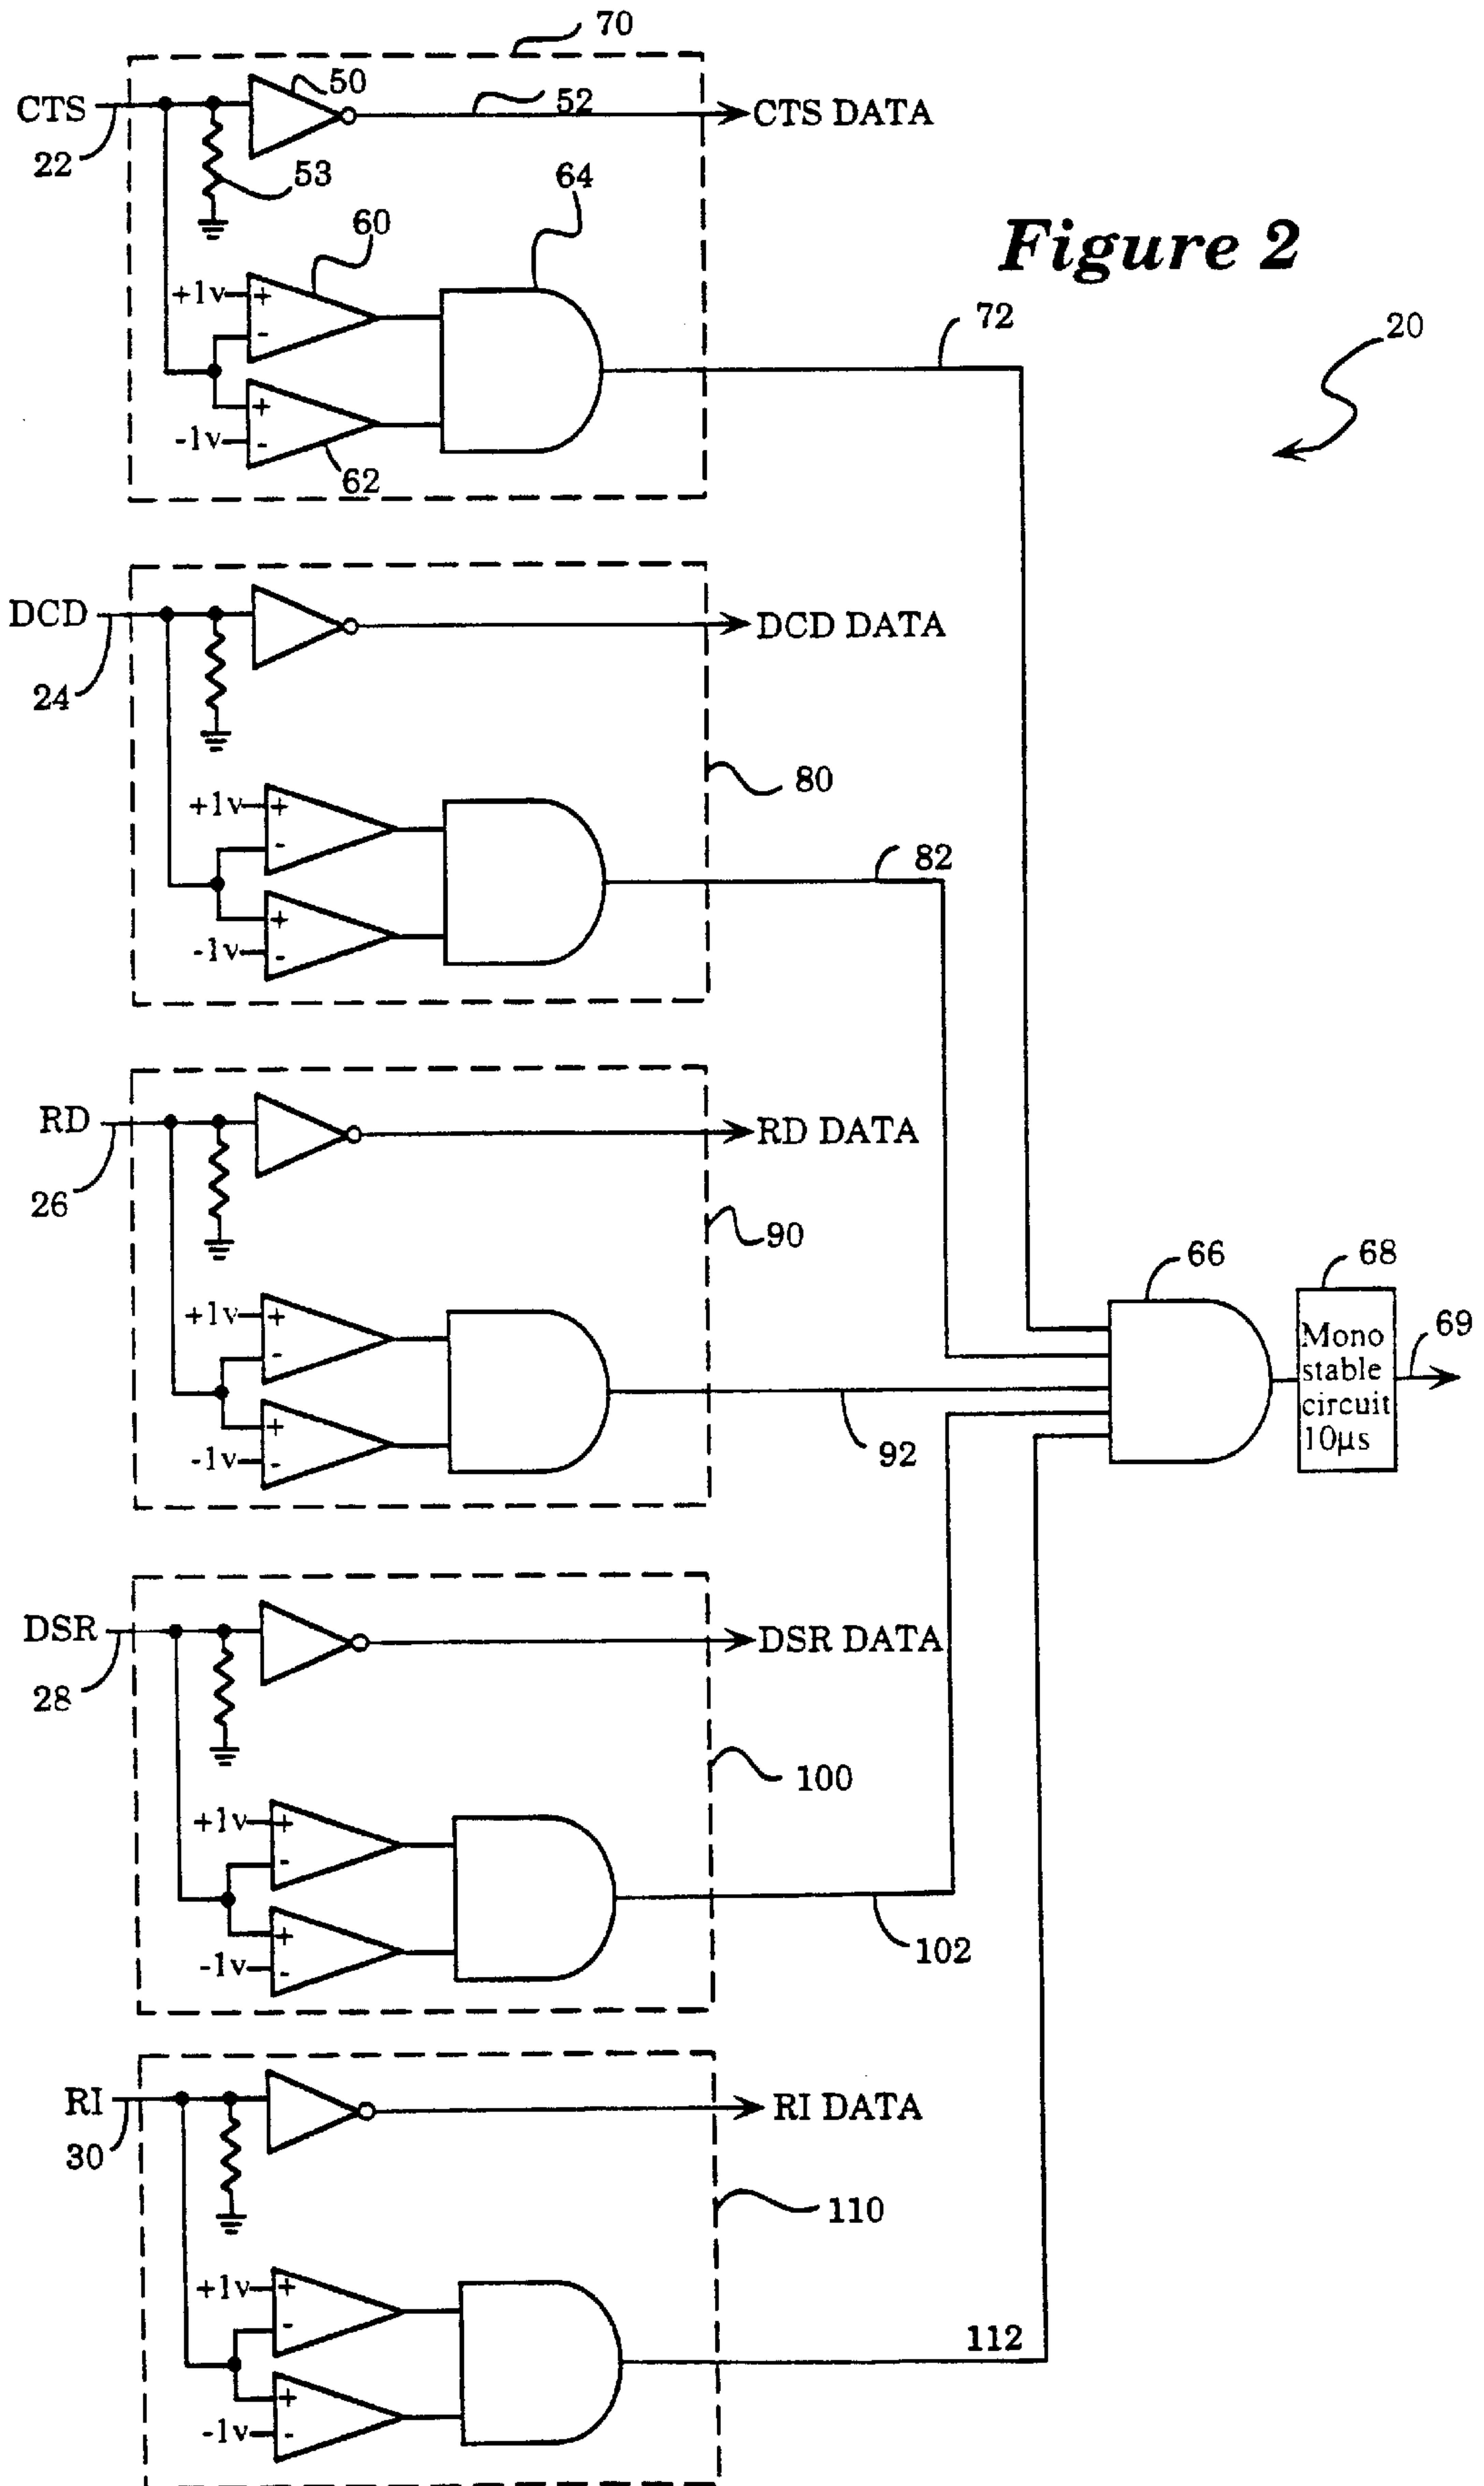 70
CTS
50
52
CTS DATA
22
53
64
60
Figure 2
+1v
+
-
72
20
+
-1v
-
62
DCD
DCD DATA
24
80
+1v
+
-
82
+
-1v
-
RD
RD DATA
26
90
+1v
+
-
66
68
69
Mono
stable
circuit
10µs
+
-1v
-
92
DSR
DSR DATA
28
100
+1v
+
-
+
-1v
-
102
RI
RI DATA
30
110
+1v
+
-
112
+
-1v
-